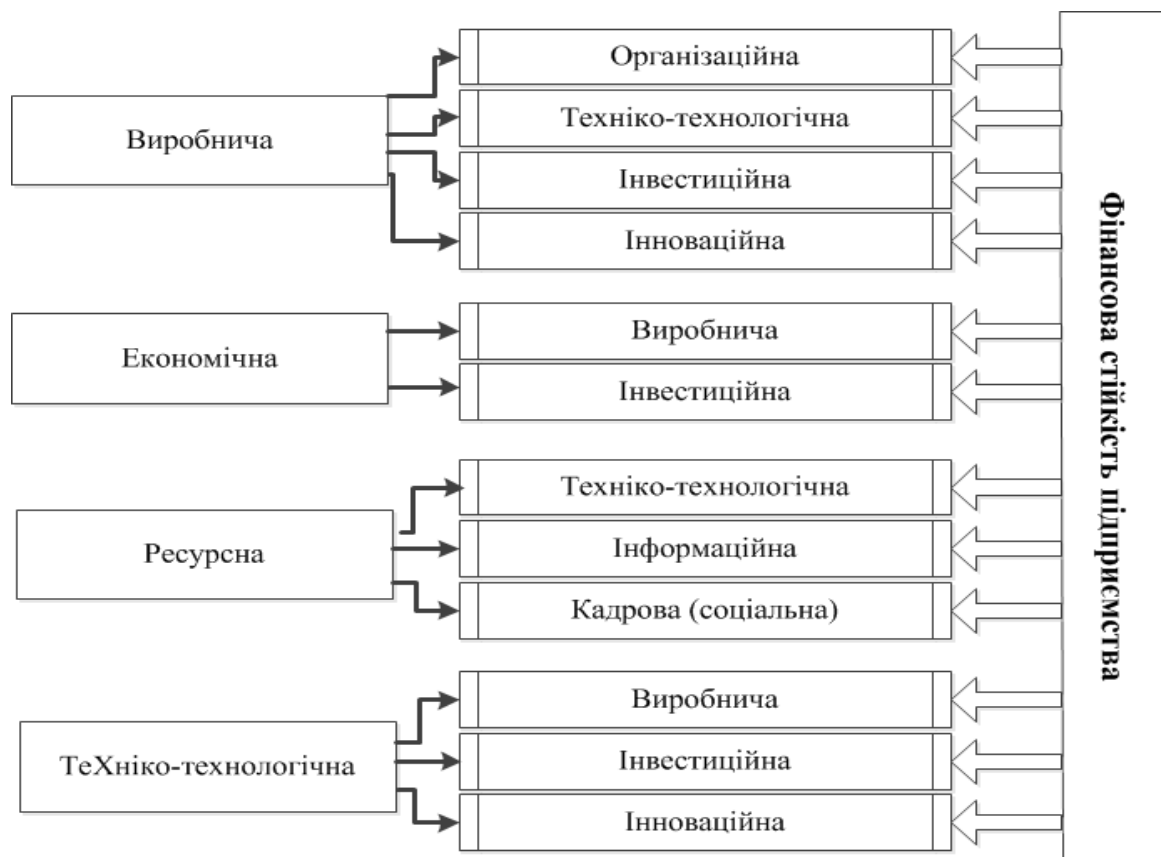 Виробнича
Організаційна
Техніко-технологічна
Інвестиційна
Інноваційна
Економічна
Виробнича
Інвестиційна
Ресурсна
Техніко-технологічна
Інформаційна
Кадрова (соціальна)
ТеХніко-технологічна
Виробнича
Інвестиційна
Інноваційна
Фінансова стійкість підприємства